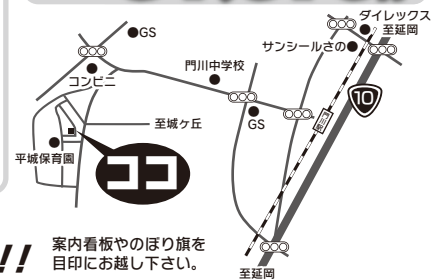 ダイレックス
至延岡
GS
サンシールさの
門川中学校
コンビニ
10
GS
門川駅
至城ヶ丘
平城保育園
ココ
!!
案内看板やのぼり旗を
目印にお越し下さい。
至延岡